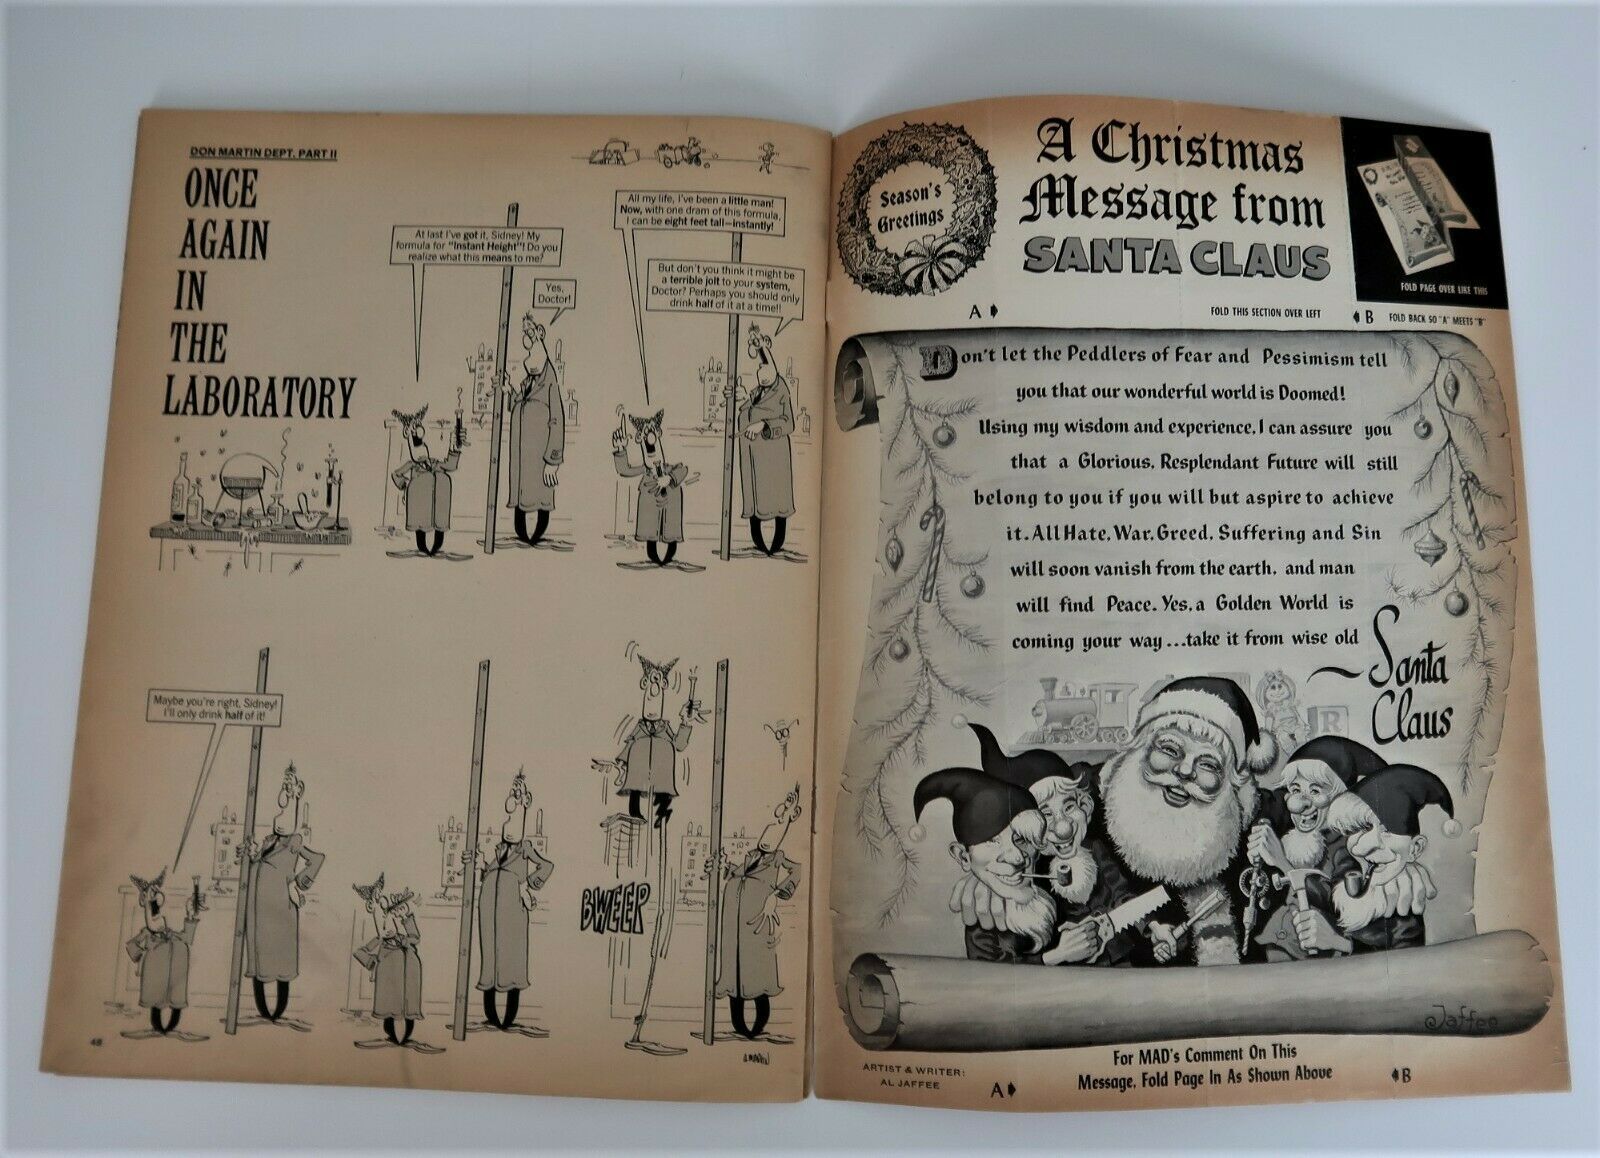 DON MARTIN DEPT. PART II
ONCE
AGAIN
IN
THE
LABORATORY
At last I've got it, Sidney! My
formula for "Instant Height"! Do you
realize what this means to me?
Yes,
Doctor!
All my life, I've been a little man!
Now, with one dram of this formula,
I can be eight feet tall—instantly!
But don't you think it might be
a terrible jolt to your system,
Doctor? Perhaps you should only
drink half of it at a time!!
Maybe you're right, Sidney!
I'll only drink half of it!
BWEEP
48
D. MARTIN
Season's
Greetings
A Christmas
Message from
SANTA CLAUS
FOLD PAGE OVER LIKE THIS
A
FOLD THIS SECTION OVER LEFT
B FOLD BACK SO "A" MEETS "B"
Don't let the Peddlers of Fear and Pessimism tell
you that our wonderful world is Doomed!
Using my wisdom and experience, I can assure you
that a Glorious, Resplendant Future will still
belong to you if you will but aspire to achieve
it. All Hate, War, Greed, Suffering and Sin
will soon vanish from the earth, and man
will find Peace. Yes, a Golden World is
coming your way...take it from wise old
~Santa
Claus
R
Jaffee
ARTIST & WRITER:
AL JAFFEE
For MAD's Comment On This
Message, Fold Page In As Shown Above
A
B